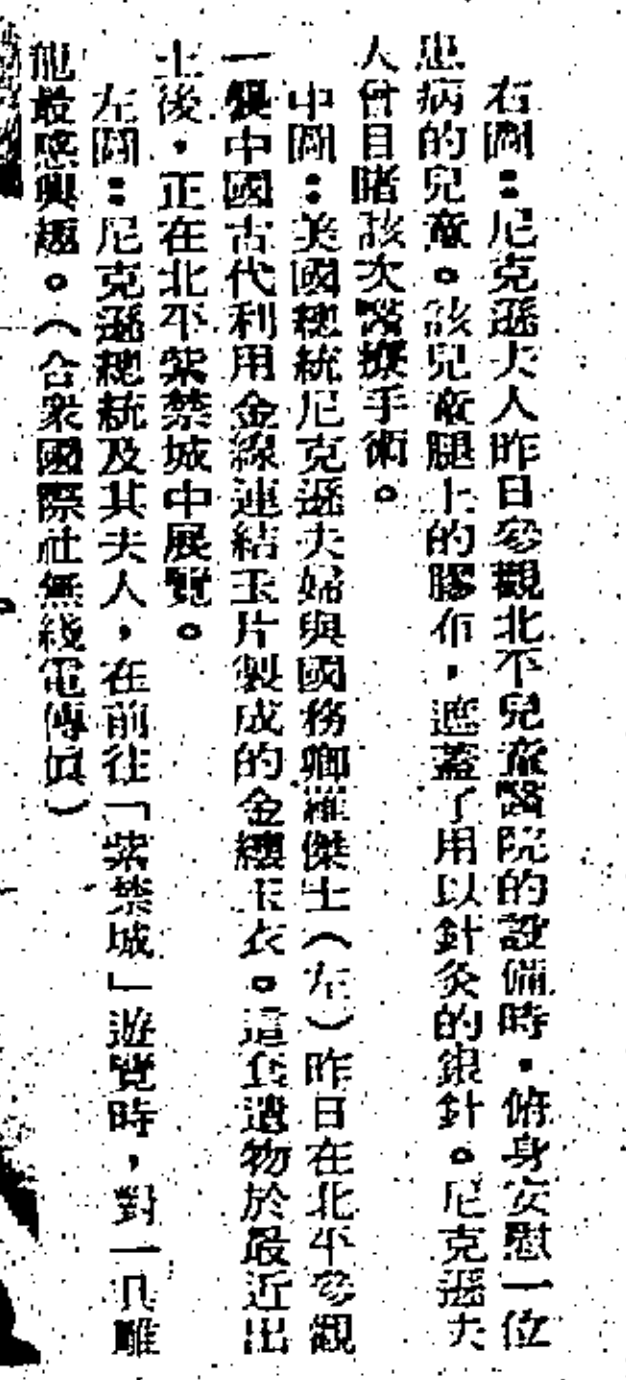 右圖：尼克遜夫人昨日參觀北平兒童醫院的設備時，俯身安慰一位
患病的兒童。該兒童腿上的膠布，遮蓋了用以針灸的銀針。尼克遜夫
人曾目睹該次醫療手術。
中圖：美國總統尼克遜夫婦與國務卿羅傑士（左）昨日在北平參觀
一襲中國古代利用金線連結玉片製成的金縷玉衣。這套遺物於最近出
土後，正在北平紫禁城中展覽。
左圖：尼克遜總統及其夫人，在前往「紫禁城」遊覽時，對一具雕
龍最感興趣。（合衆國際社無綫電傳真）